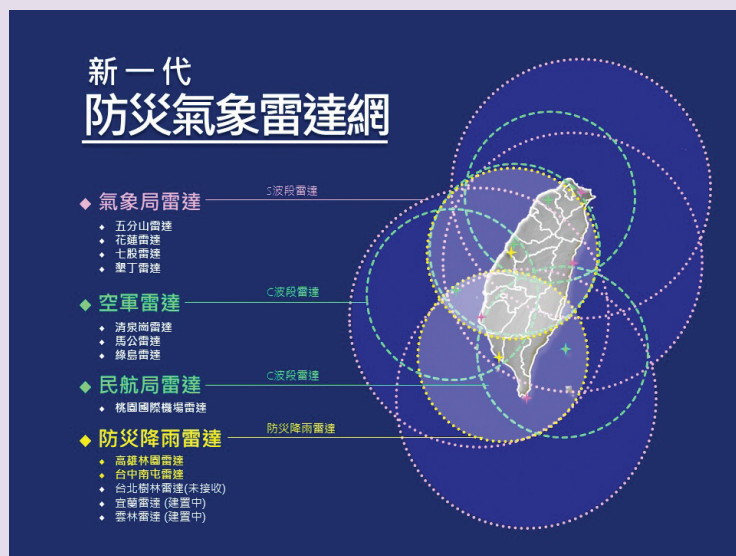 新一代
防災氣象雷達網
氣象局雷達
S波段雷達
五分山雷達
花蓮雷達
七股雷達
墾丁雷達
空軍雷達
C波段雷達
清泉崗雷達
馬公雷達
綠島雷達
民航局雷達
C波段雷達
桃園國際機場雷達
防災降雨雷達
防災降雨雷達
高雄林園雷達
台中南屯雷達
台北樹林雷達(未接收)
宜蘭雷達 (建置中)
雲林雷達 (建置中)